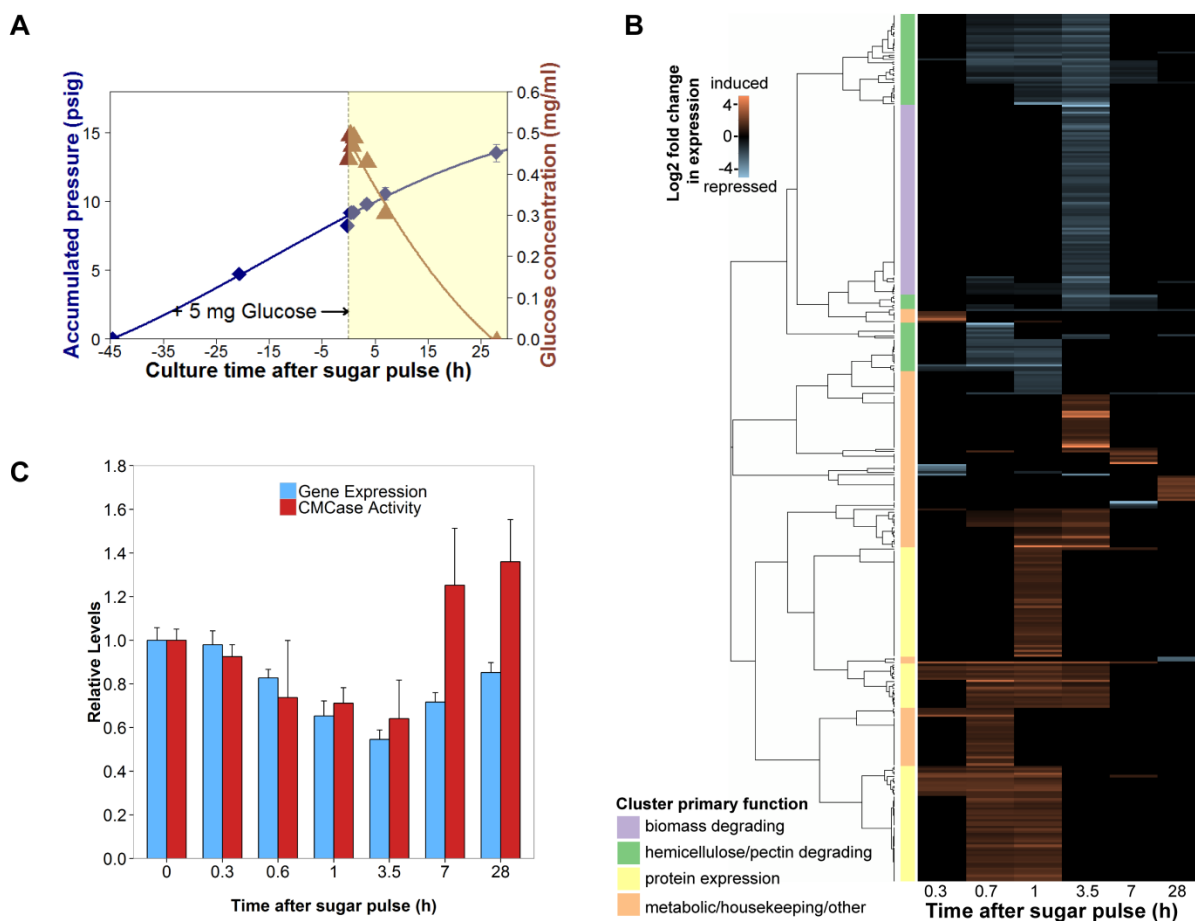 A
Accumulated pressure (psig)
15
10
5
0
0.6
0.5
0.4
0.3
0.2
0.1
0.0
Glucose concentration (mg/ml)
+ 5 mg Glucose
-45
-35
-25
-15
-5
5
15
25
Culture time after sugar pulse (h)
B
Log2 fold change
in expression
induced
4
0
-4
repressed
Cluster primary function
biomass degrading
hemicellulose/pectin degrading
protein expression
metabolic/housekeeping/other
0.3
0.7
1
3.5
7
28
Time after sugar pulse (h)
C
Relative Levels
1.8
1.6
1.4
1.2
1.0
0.8
0.6
0.4
0.2
0.0
Gene Expression
CMCase Activity
0
0.3
0.6
1
3.5
7
28
Time after sugar pulse (h)